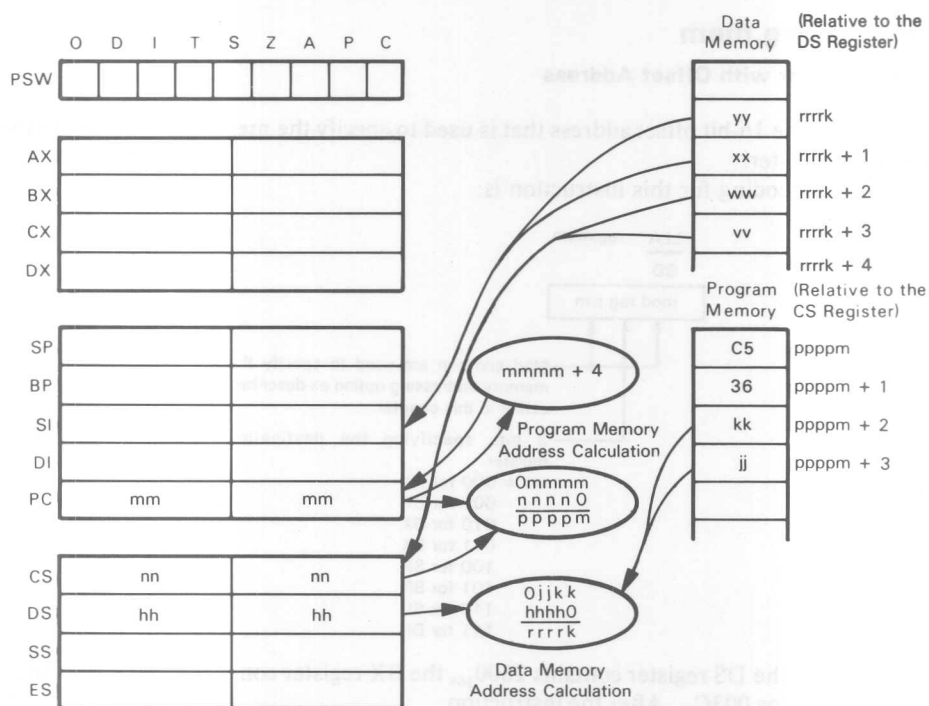 Data Memory
(Relative to the DS Register)
O D I T S Z A P C
PSW
yy rrrrk
xx rrrrk + 1
ww rrrrk + 2
vv rrrrk + 3
rrrrk + 4
AX
BX
CX
DX
Program Memory
(Relative to the CS Register)
C5 ppppm
36 ppppm + 1
kk ppppm + 2
jj ppppm + 3
SP
BP
SI
DI
PC mm mm
mmmm + 4
Program Memory
Address Calculation
0mmmm
nnnn0
ppppm
CS nn nn
DS hh hh
SS
ES
0jjkk
hhhh0
rrrrk
Data Memory
Address Calculation